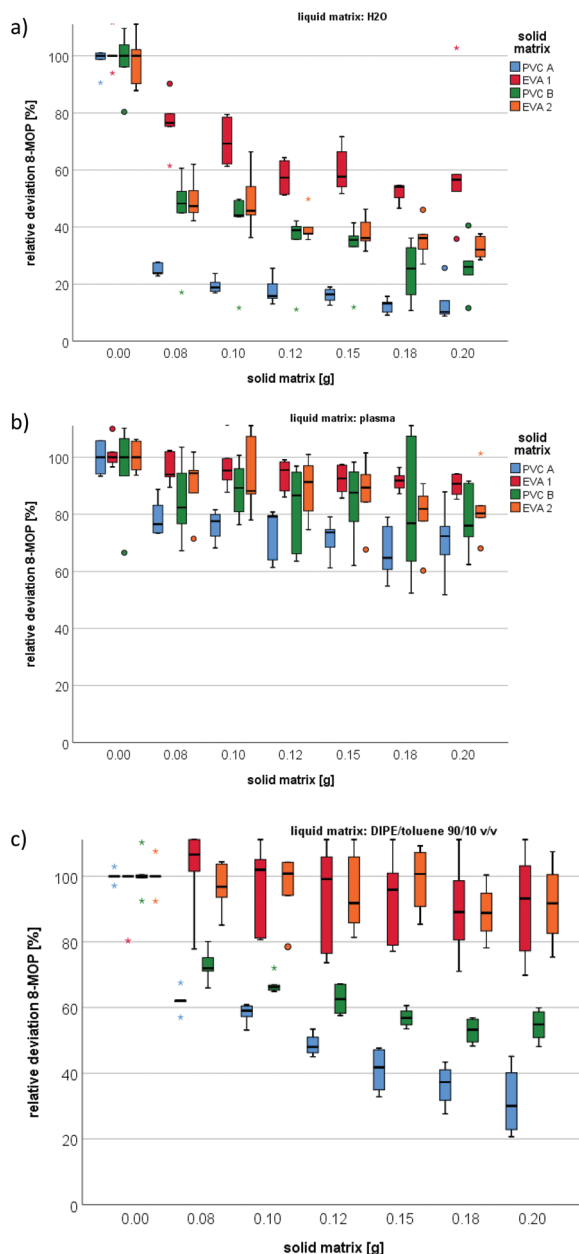 a)
liquid matrix: H2O
solid
matrix
PVC A
EVA 1
PVC B
EVA 2
relative deviation 8-MOP [%]
100
80
60
40
20
0
0.00 0.08 0.10 0.12 0.15 0.18 0.20
solid matrix [g]
b)
liquid matrix: plasma
solid
matrix
PVC A
EVA 1
PVC B
EVA 2
relative deviation 8-MOP [%]
100
80
60
40
20
0
0.00 0.08 0.10 0.12 0.15 0.18 0.20
solid matrix [g]
c)
liquid matrix: DIPE/toluene 90/10 v/v
relative deviation 8-MOP [%]
100
80
60
40
20
0
0.00 0.08 0.10 0.12 0.15 0.18 0.20
solid matrix [g]